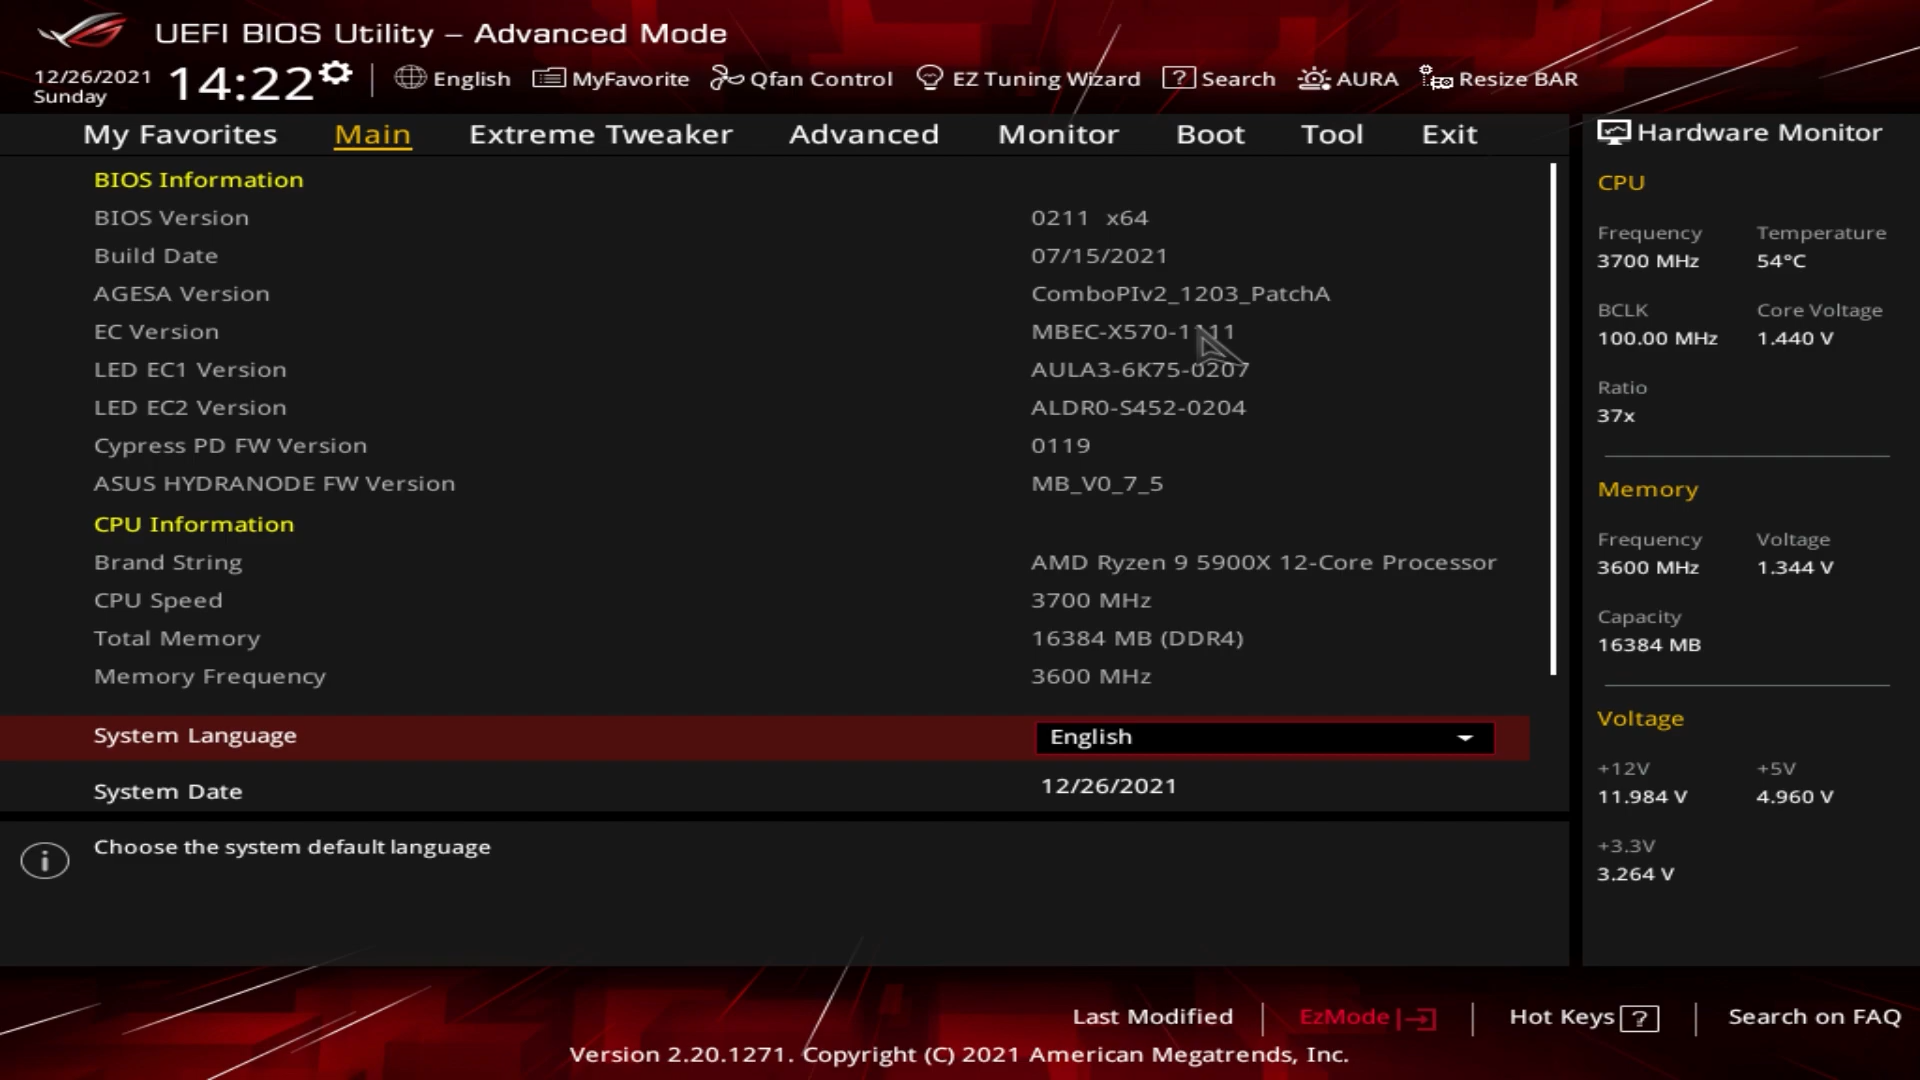 UEFI BIOS Utility – Advanced Mode
12/26/2021
Sunday
14:22
English
MyFavorite
Qfan Control
EZ Tuning Wizard
? Search
AURA
Resize BAR
My Favorites
Main
Extreme Tweaker
Advanced
Monitor
Boot
Tool
Exit
BIOS Information
BIOS Version 0211 x64
Build Date 07/15/2021
AGESA Version ComboPIv2_1203_PatchA
EC Version MBEC-X570-1111
LED EC1 Version AULA3-6K75-0207
LED EC2 Version ALDR0-S452-0204
Cypress PD FW Version 0119
ASUS HYDRANODE FW Version MB_V0_7_5
CPU Information
Brand String AMD Ryzen 9 5900X 12-Core Processor
CPU Speed 3700 MHz
Total Memory 16384 MB (DDR4)
Memory Frequency 3600 MHz
System Language English
System Date 12/26/2021
i Choose the system default language
Hardware Monitor
CPU
Frequency Temperature
3700 MHz 54°C
BCLK Core Voltage
100.00 MHz 1.440 V
Ratio
37x
Memory
Frequency Voltage
3600 MHz 1.344 V
Capacity
16384 MB
Voltage
+12V +5V
11.984 V 4.960 V
+3.3V
3.264 V
Last Modified
EzMode
Hot Keys ?
Search on FAQ
Version 2.20.1271. Copyright (C) 2021 American Megatrends, Inc.